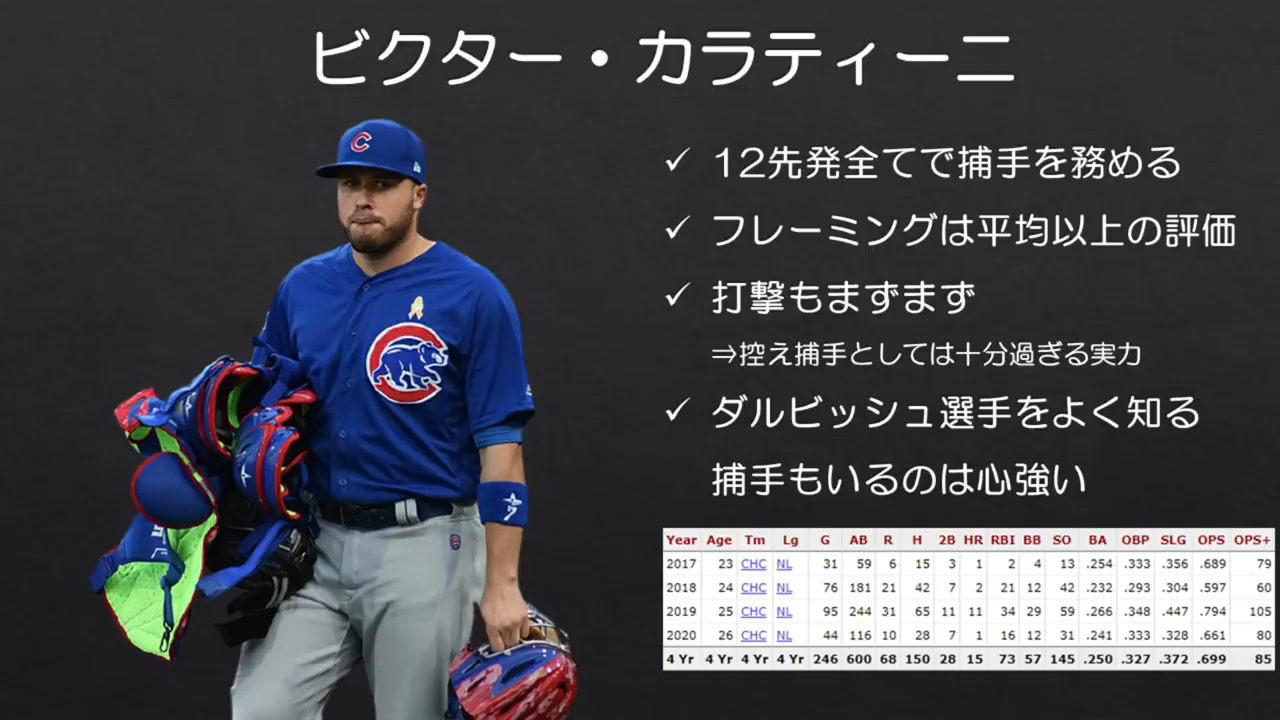 ビクター・カラティーニ
✓ 12先発全てで捕手を務める
✓ フレーミングは平均以上の評価
✓ 打撃もまずまず
⇒控え捕手としては十分過ぎる実力
✓ ダルビッシュ選手をよく知る
捕手もいるのは心強い
C
Year Age Tm Lg G AB R H 2B HR RBI BB SO BA OBP SLG OPS OPS+
2017 23 CHC NL 31 59 6 15 3 1 2 4 13 .254 .333 .356 .689 79
2018 24 CHC NL 76 181 21 42 7 2 21 12 42 .232 .293 .304 .597 60
2019 25 CHC NL 95 244 31 65 11 11 34 29 59 .266 .348 .447 .794 105
2020 26 CHC NL 44 116 10 28 7 1 16 12 31 .241 .333 .328 .661 80
4 Yr 4 Yr 4 Yr 4 Yr 246 600 68 150 28 15 73 57 145 .250 .327 .372 .699 85